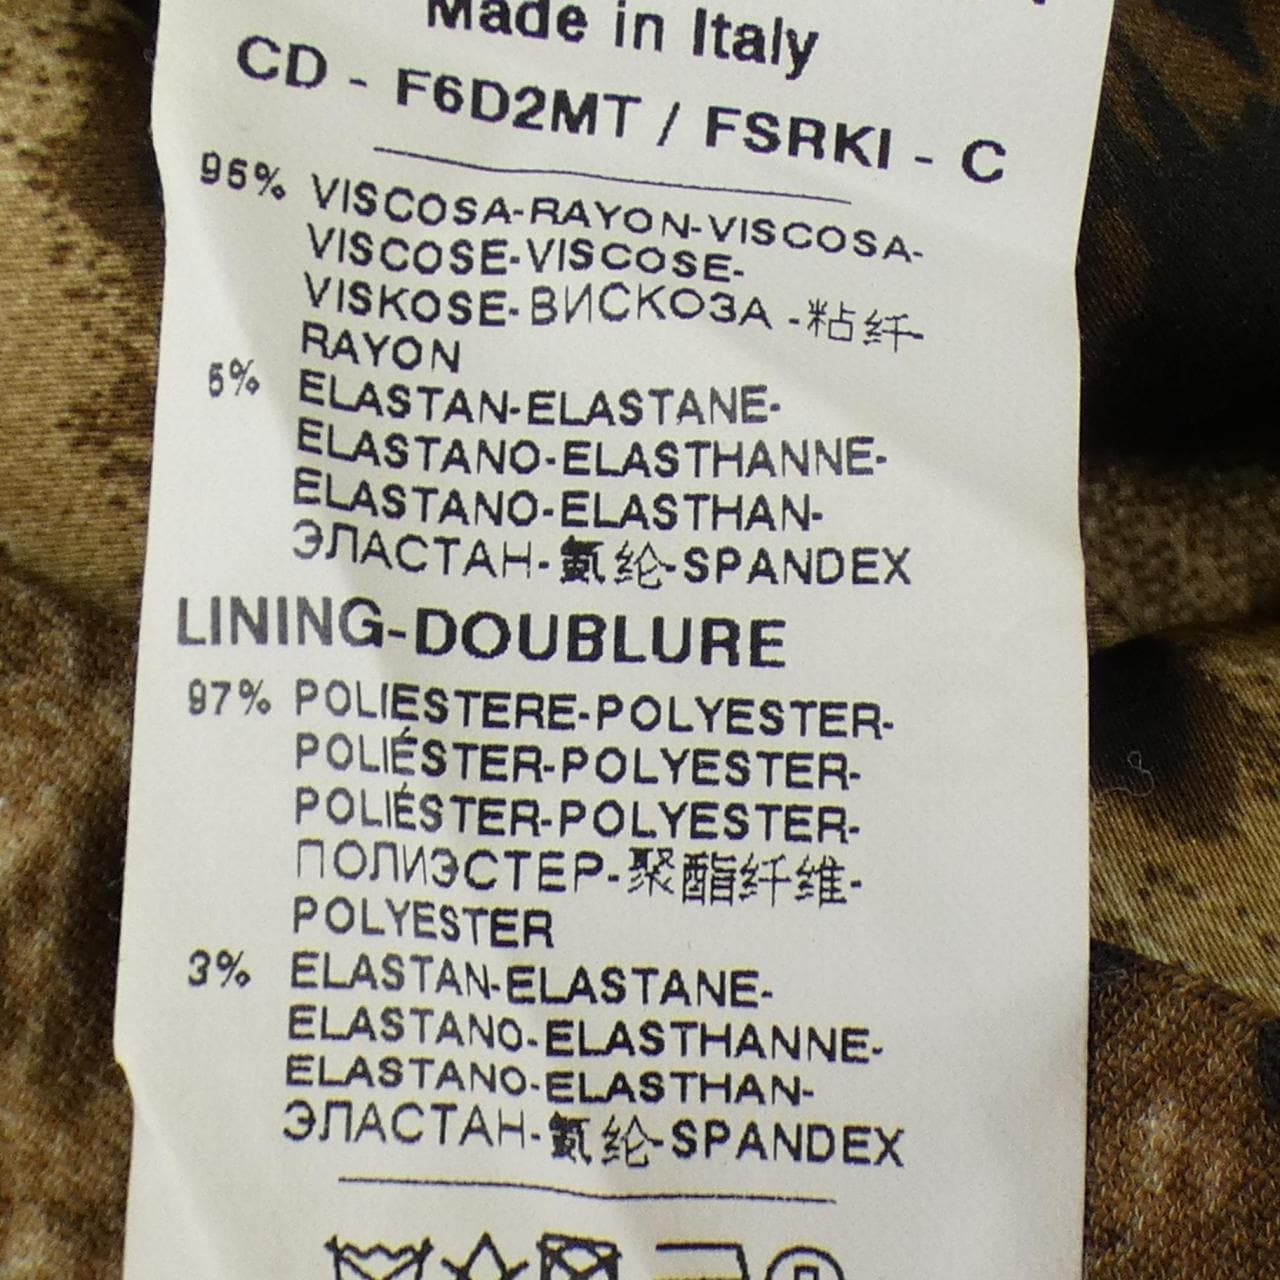 Made in Italy
CD - F6D2MT / FSRKI - C
95% VISCOSA-RAYON-VISCOSA-
VISCOSE-VISCOSE-
VISKOSE-ВИСКОЗА -粘纤-
RAYON
5% ELASTAN-ELASTANE-
ELASTANO-ELASTHANNE-
ELASTANO-ELASTHAN-
ЭЛАСТАН-氨纶-SPANDEX
LINING-DOUBLURE
97% POLIESTERE-POLYESTER-
POLIÉSTER-POLYESTER-
POLIÉSTER-POLYESTER-
ПОЛИЭСТЕР-聚酯纤维-
POLYESTER
3% ELASTAN-ELASTANE-
ELASTANO-ELASTHANNE-
ELASTANO-ELASTHAN-
ЭЛАСТАН-氨纶-SPANDEX